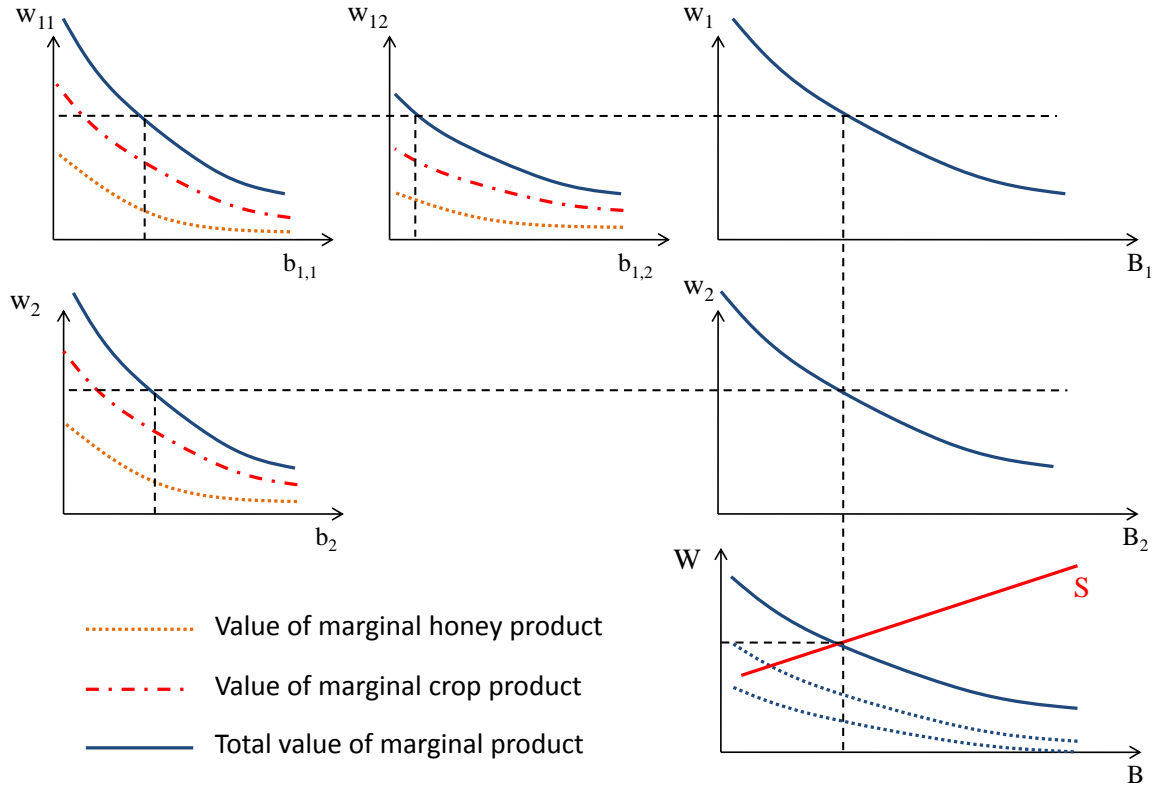 w₁₁
w₁₂
w₁
b₁,₁
b₁,₂
B₁
w₂
w₂
b₂
B₂
W
S
Value of marginal honey product
Value of marginal crop product
Total value of marginal product
B